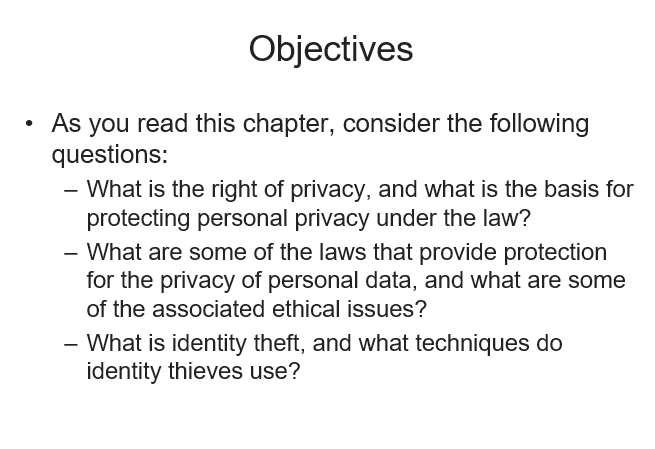 Objectives
• As you read this chapter, consider the following
questions:
– What is the right of privacy, and what is the basis for
protecting personal privacy under the law?
– What are some of the laws that provide protection
for the privacy of personal data, and what are some
of the associated ethical issues?
– What is identity theft, and what techniques do
identity thieves use?